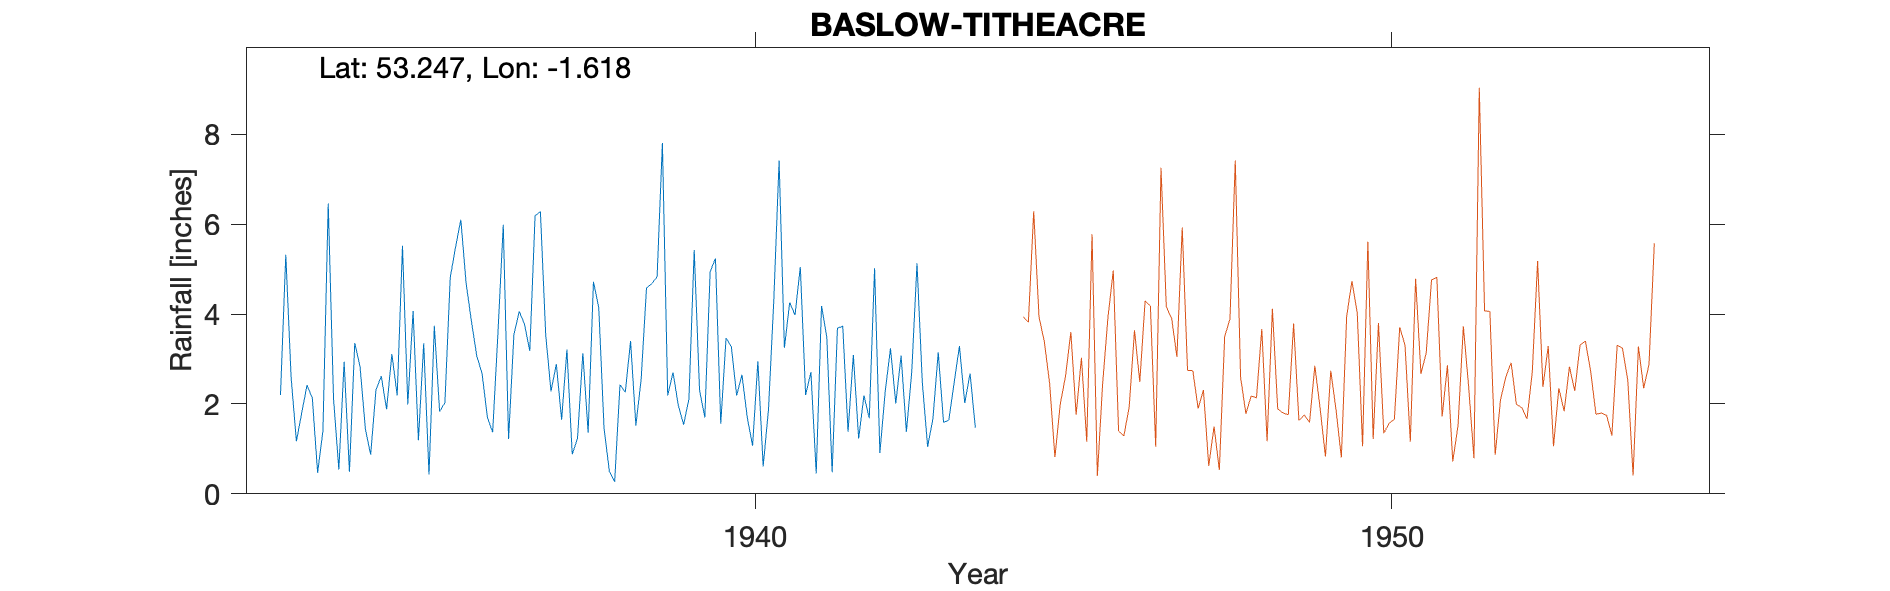 BASLOW-TITHEACRE
Lat: 53.247, Lon: -1.618
8
6
4
2
0
Rainfall [inches]
1940
1950
Year